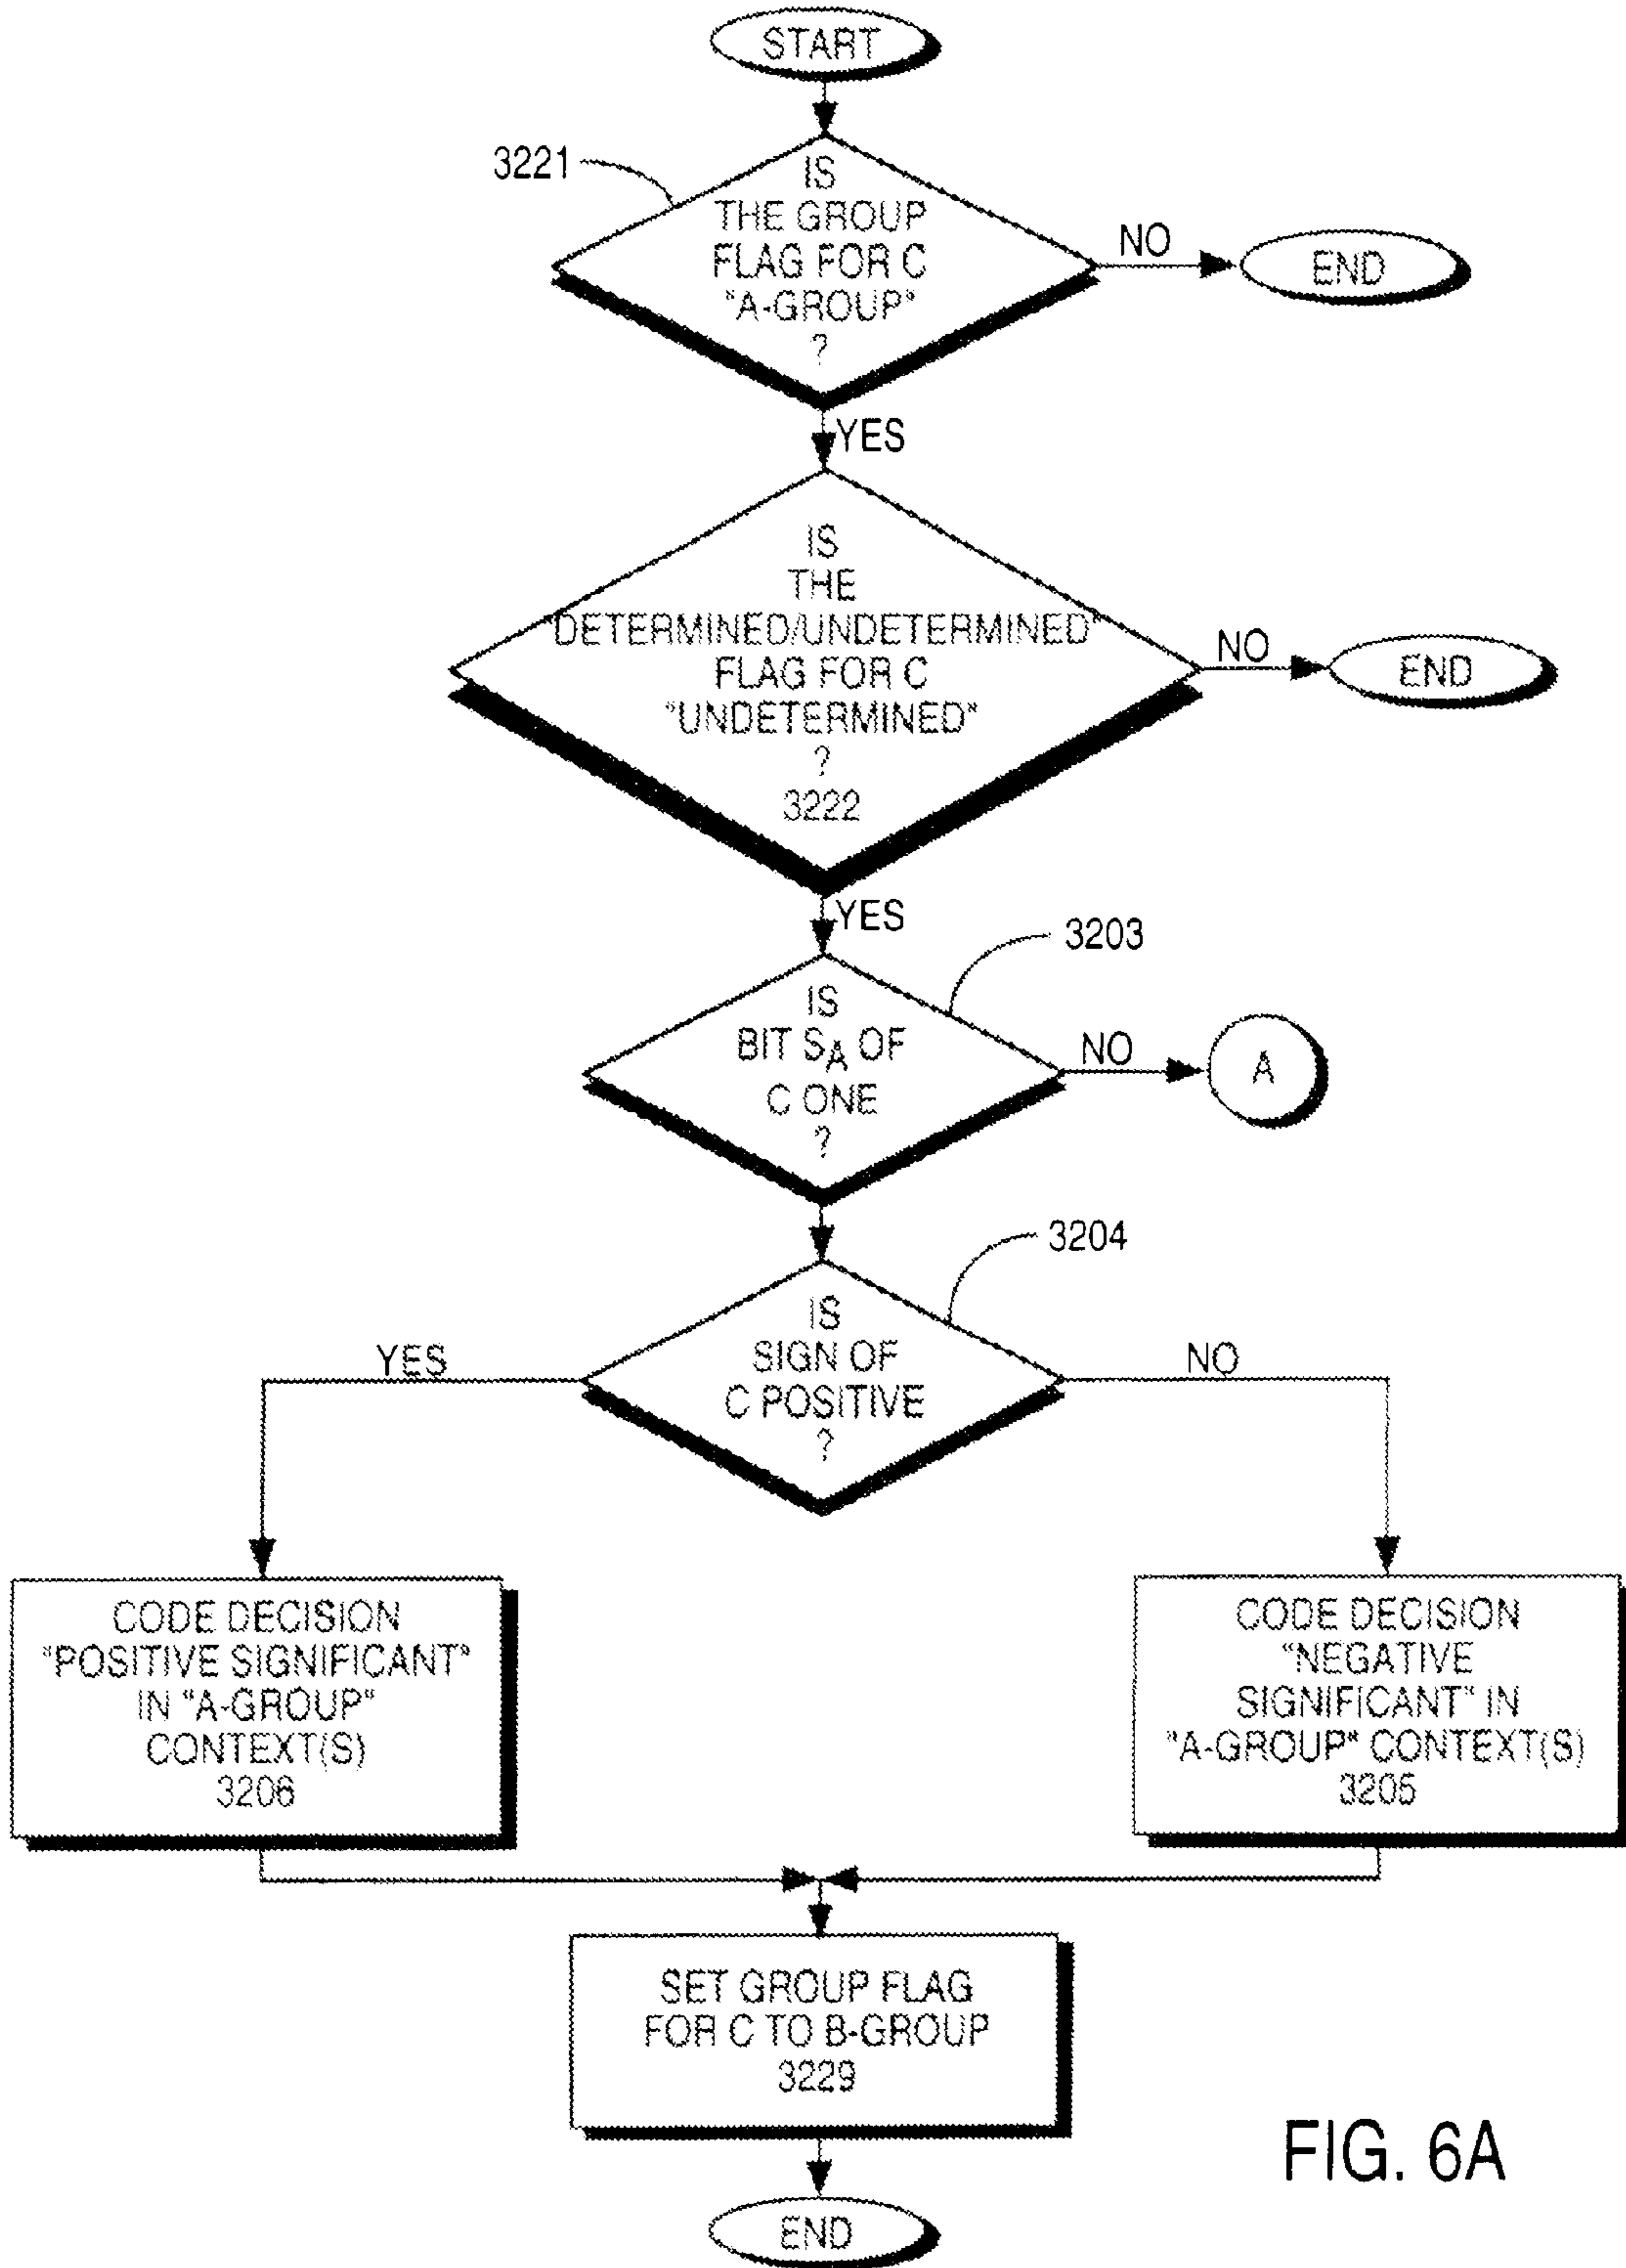 START
3221
IS
THE GROUP
FLAG FOR C
"A-GROUP"
?
NO
END
YES
IS
THE
"DETERMINED/UNDETERMINED"
FLAG FOR C
"UNDETERMINED"
?
3222
NO
END
YES
3203
IS
BIT SA OF
C ONE
?
NO
A
3204
IS
SIGN OF
C POSITIVE
?
YES
NO
CODE DECISION
"POSITIVE SIGNIFICANT"
IN "A-GROUP"
CONTEXT(S)
3206
CODE DECISION
"NEGATIVE
SIGNIFICANT" IN
"A-GROUP" CONTEXT(S)
3205
SET GROUP FLAG
FOR C TO B-GROUP
3229
END
FIG. 6A